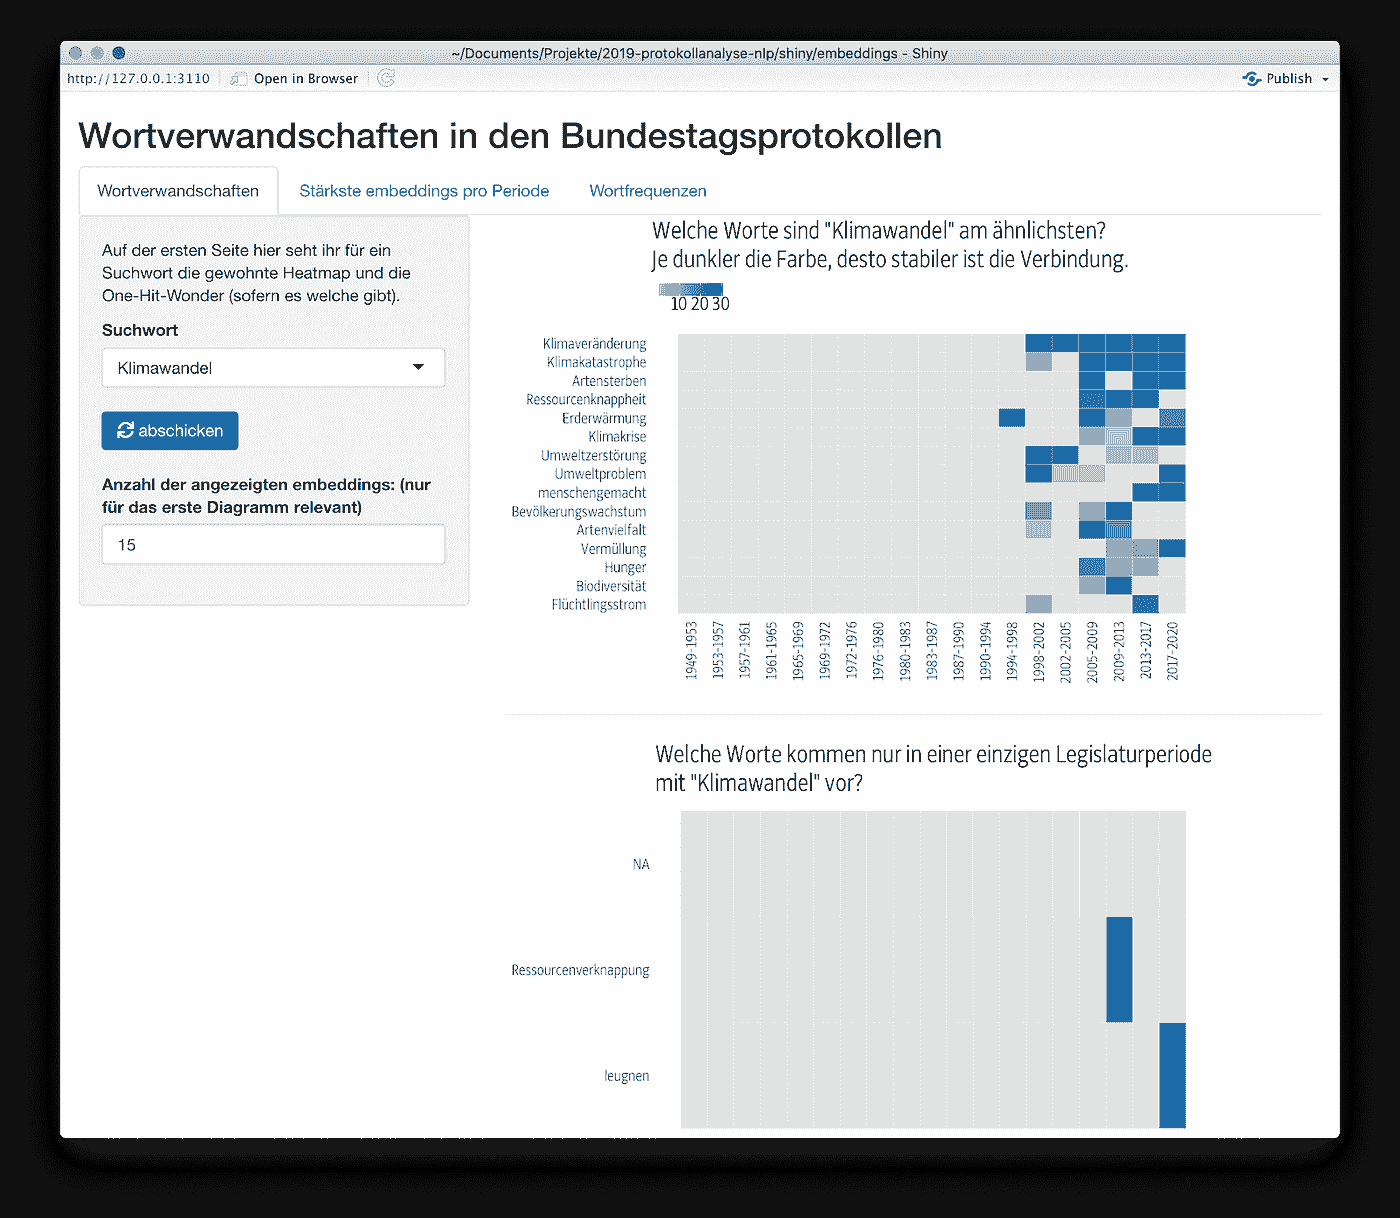 ~/Documents/Projekte/2019-protokollanalyse-nlp/shiny/embeddings - Shiny
http://127.0.0.1:3110 Open in Browser Publish
Wortverwandschaften in den Bundestagsprotokollen
Wortverwandschaften Stärkste embeddings pro Periode Wortfrequenzen
Auf der ersten Seite hier seht ihr für ein
Suchwort die gewohnte Heatmap und die
One-Hit-Wonder (sofern es welche gibt).
Suchwort
Klimawandel
abschicken
Anzahl der angezeigten embeddings: (nur
für das erste Diagramm relevant)
15
Welche Worte sind "Klimawandel" am ähnlichsten?
Je dunkler die Farbe, desto stabiler ist die Verbindung.
10 20 30
Klimaveränderung
Klimakatastrophe
Artensterben
Ressourcenknappheit
Erderwärmung
Klimakrise
Umweltzerstörung
Umweltproblem
menschengemacht
Bevölkerungswachstum
Artenvielfalt
Vermüllung
Hunger
Biodiversität
Flüchtlingsstrom
1949-1953
1953-1957
1957-1961
1961-1965
1965-1969
1969-1972
1972-1976
1976-1980
1980-1983
1983-1987
1987-1990
1990-1994
1994-1998
1998-2002
2002-2005
2005-2009
2009-2013
2013-2017
2017-2020
Welche Worte kommen nur in einer einzigen Legislaturperiode
mit "Klimawandel" vor?
NA
Ressourcenverknappung
leugnen